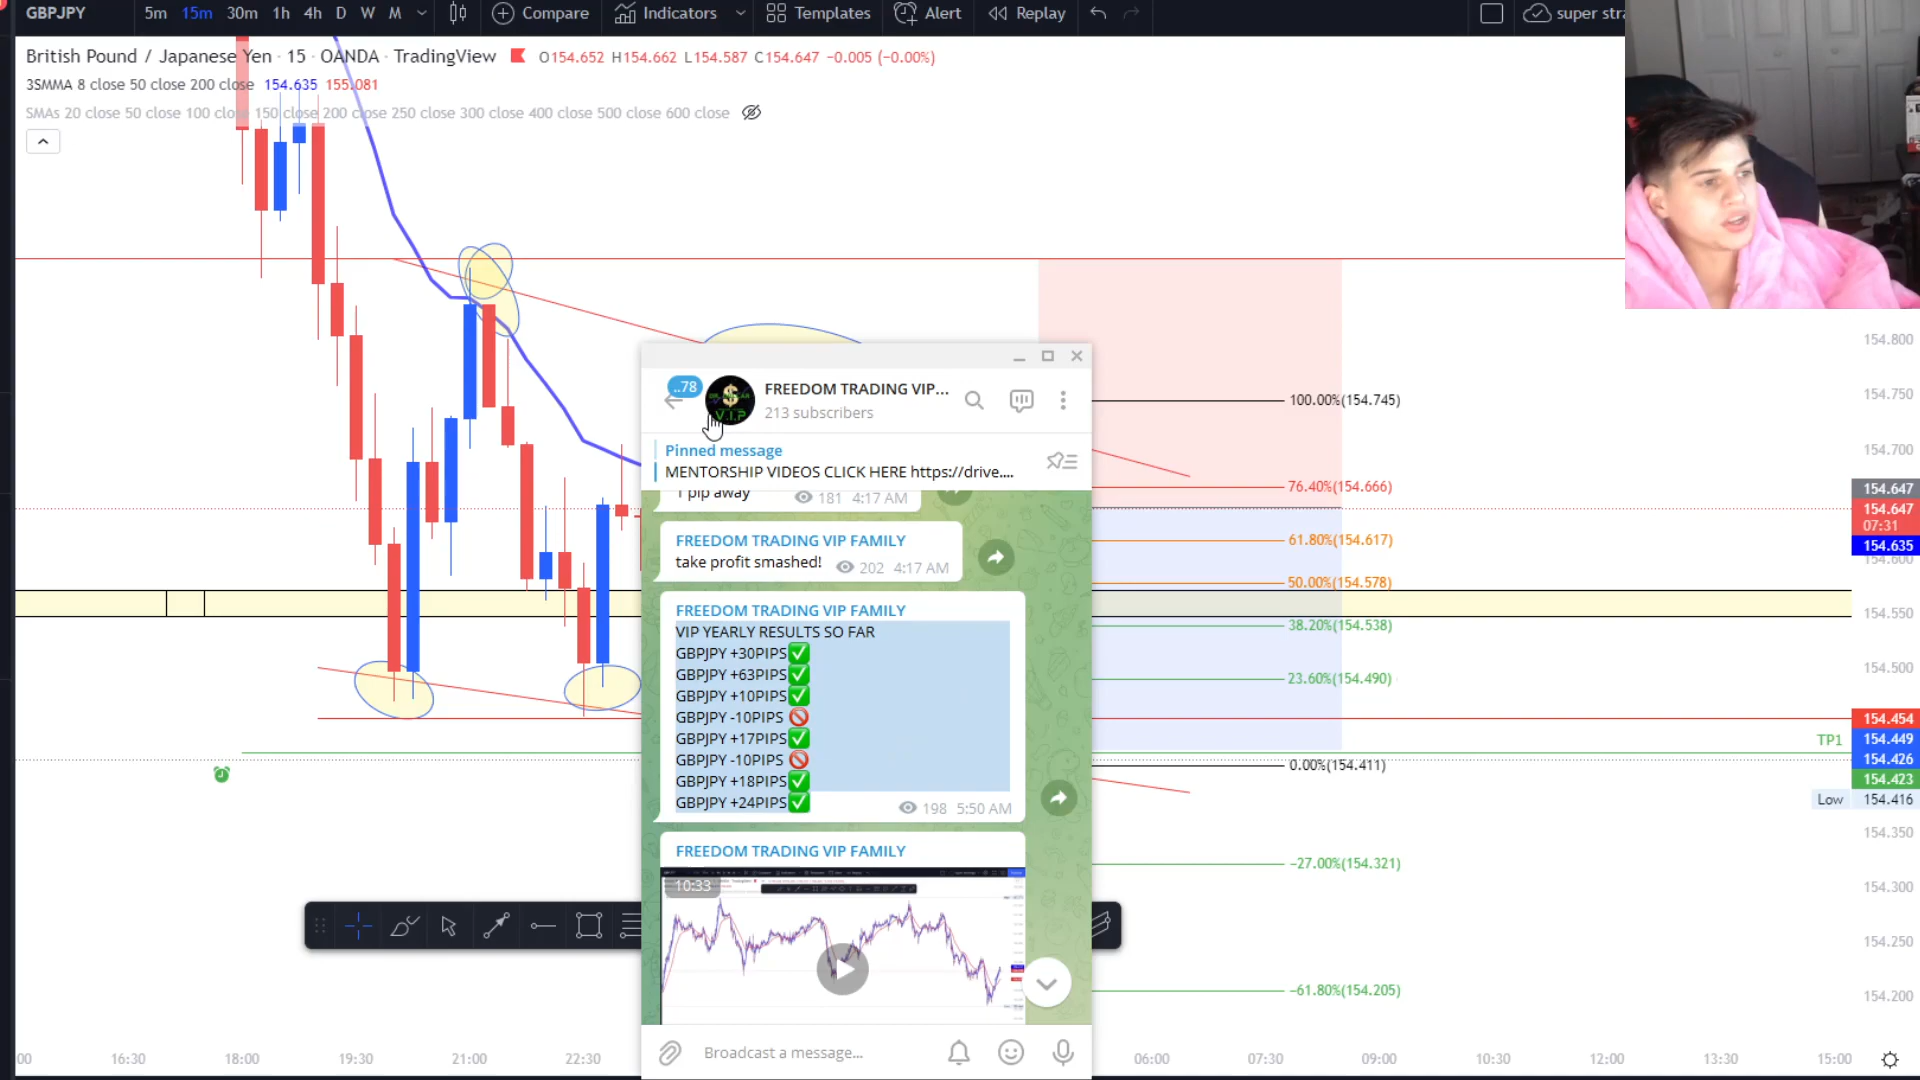 GBPJPY 5m 15m 30m 1h 4h D W M Compare Indicators Templates Alert Replay super stra
British Pound / Japanese Yen · 15 · OANDA · TradingView O154.652 H154.662 L154.587 C154.647 -0.005 (-0.00%)
3SMMA 8 close 50 close 200 close 154.635 155.081
SMAs 20 close 50 close 100 close 150 close 200 close 250 close 300 close 400 close 500 close 600 close
..78
FREEDOM TRADING VIP...
213 subscribers
V.I.P
Pinned message
MENTORSHIP VIDEOS CLICK HERE https://drive....
1 pip away 181 4:17 AM
FREEDOM TRADING VIP FAMILY
take profit smashed! 202 4:17 AM
FREEDOM TRADING VIP FAMILY
VIP YEARLY RESULTS SO FAR
GBPJPY +30PIPS✅
GBPJPY +63PIPS✅
GBPJPY +10PIPS✅
GBPJPY -10PIPS 🚫
GBPJPY +17PIPS✅
GBPJPY -10PIPS 🚫
GBPJPY +18PIPS✅
GBPJPY +24PIPS✅
198 5:50 AM
FREEDOM TRADING VIP FAMILY
10:33
Broadcast a message...
100.00%(154.745)
76.40%(154.666)
61.80%(154.617)
50.00%(154.578)
38.20%(154.538)
23.60%(154.490)
0.00%(154.411)
-27.00%(154.321)
-61.80%(154.205)
154.800
154.750
154.700
154.647
154.647
07:31
154.635
154.600
154.550
154.500
154.454
TP1 154.449
154.426
154.423
Low 154.416
154.350
154.300
154.250
154.200
:00 16:30 18:00 19:30 21:00 22:30 06:00 07:30 09:00 10:30 12:00 13:30 15:00